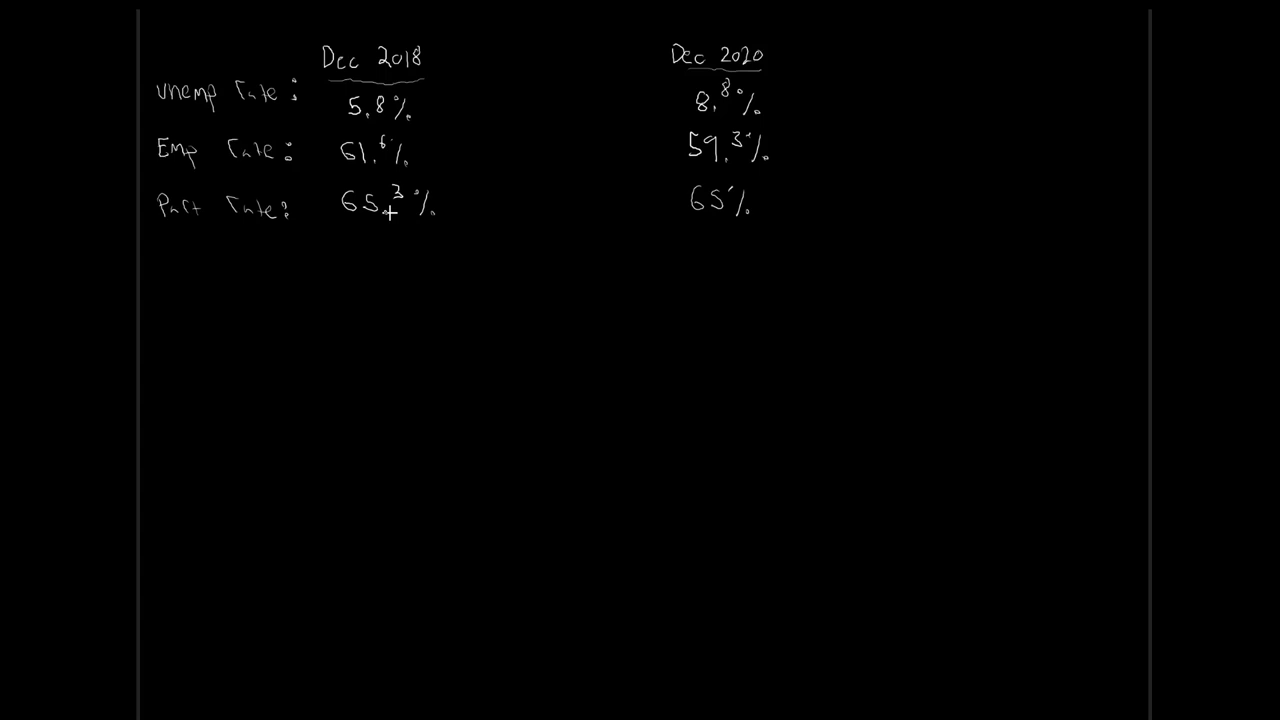 Dec 2018 Dec 2020
Unemp rate: 5.8% 8.8%
Emp rate: 61.6% 59.3%
Part rate: 65.3% 65%